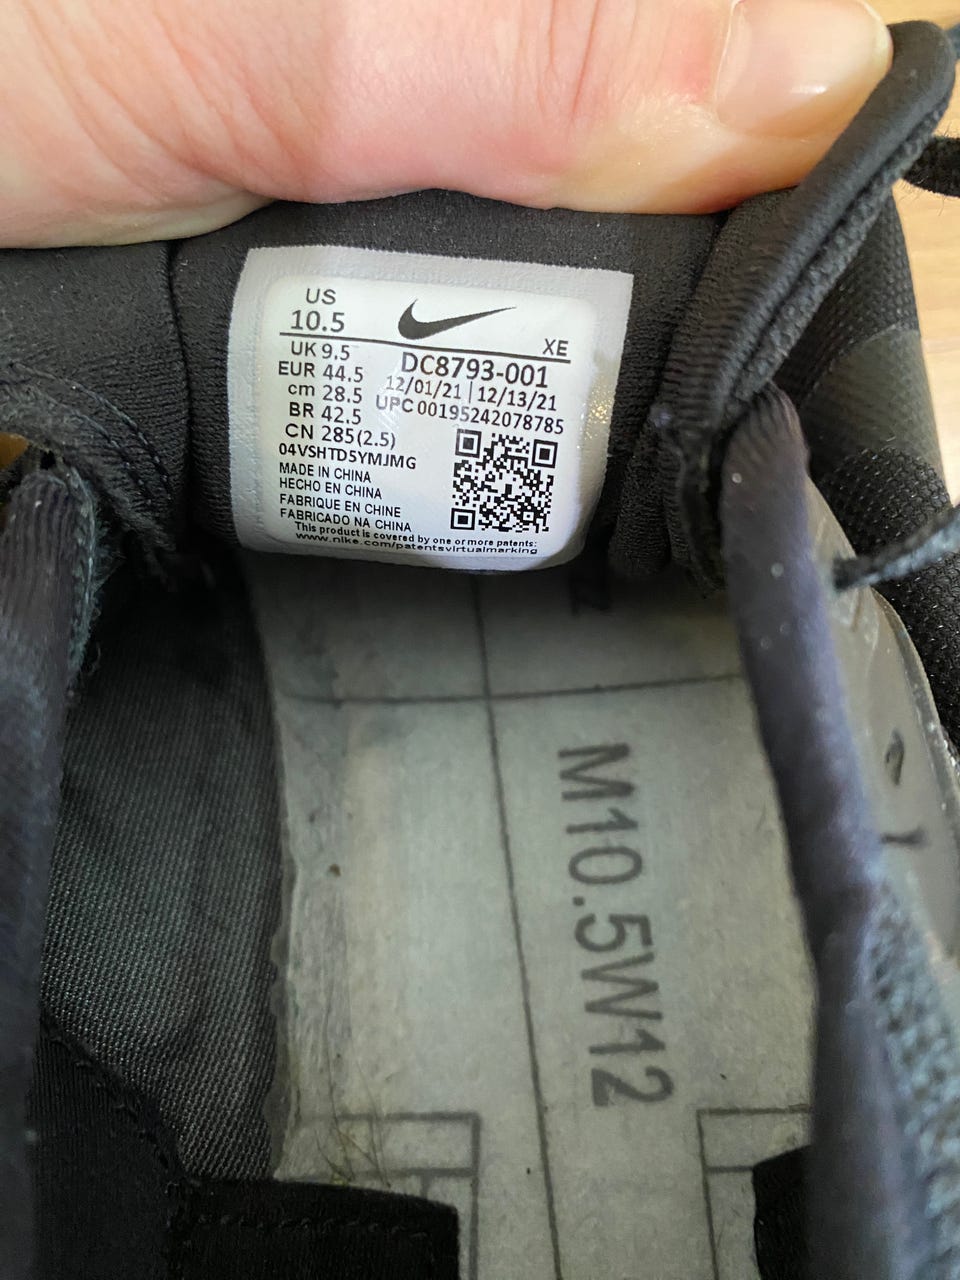 US
10.5
XE
UK 9.5
DC8793-001
EUR 44.5
12/01/21 | 12/13/21
cm 28.5
UPC 00195242078785
BR 42.5
CN 285(2.5)
04VSHTD5YMJMG
MADE IN CHINA
HECHO EN CHINA
FABRIQUE EN CHINE
FABRICADO NA CHINA
This product is covered by one or more patents:
www.nike.com/patentsvirtualmarking
M10.5W12